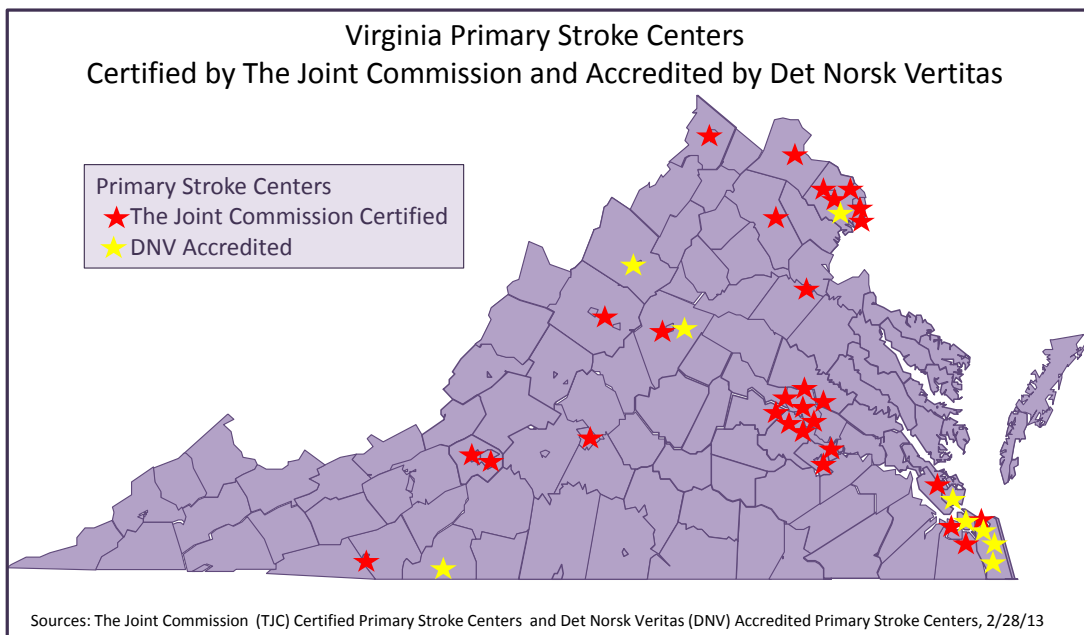 Virginia Primary Stroke Centers
Certified by The Joint Commission and Accredited by Det Norsk Vertitas
Primary Stroke Centers
The Joint Commission Certified
DNV Accredited
Sources: The Joint Commission (TJC) Certified Primary Stroke Centers and Det Norsk Veritas (DNV) Accredited Primary Stroke Centers, 2/28/13